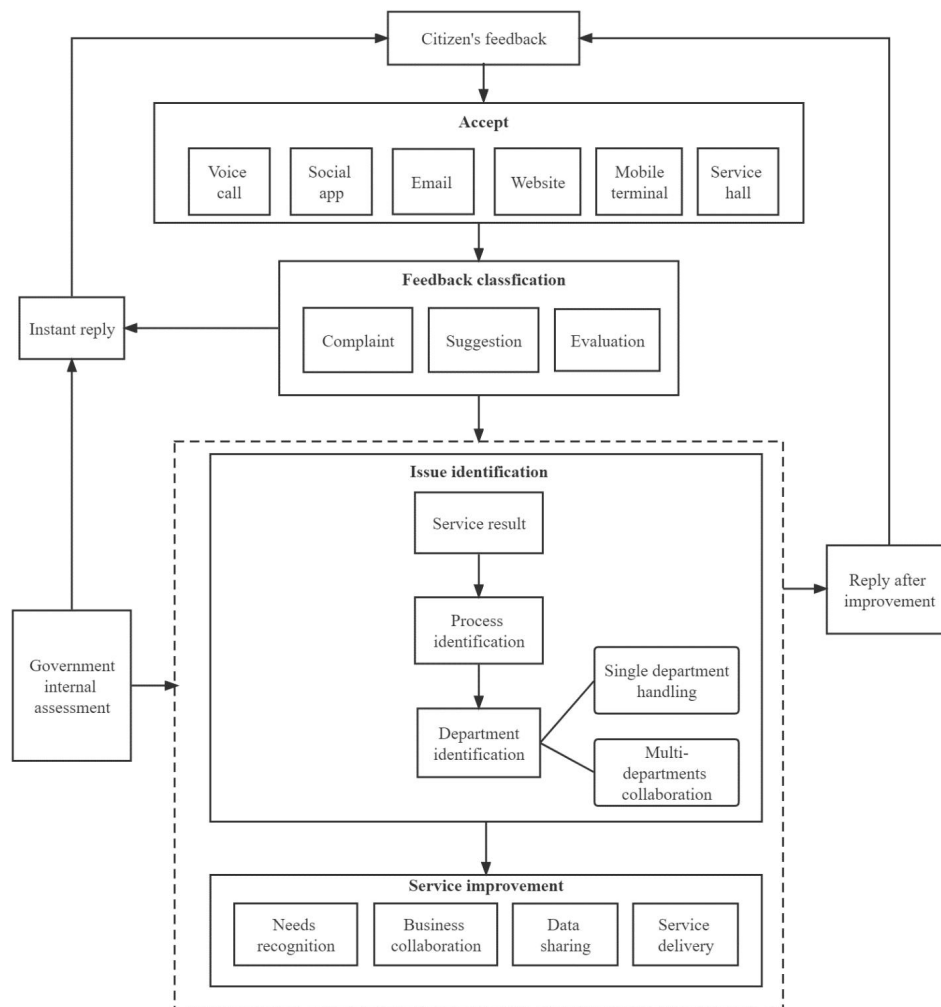 Citizen's feedback
Accept
Voice
call
Social
app
Email
Website
Mobile
terminal
Service
hall
Feedback classfication
Complaint
Suggestion
Evaluation
Instant reply
Issue identification
Service result
Process
identification
Department
identification
Single department
handling
Multi-
departments
collaboration
Government
internal
assessment
Reply after
improvement
Service improvement
Needs
recognition
Business
collaboration
Data
sharing
Service
delivery